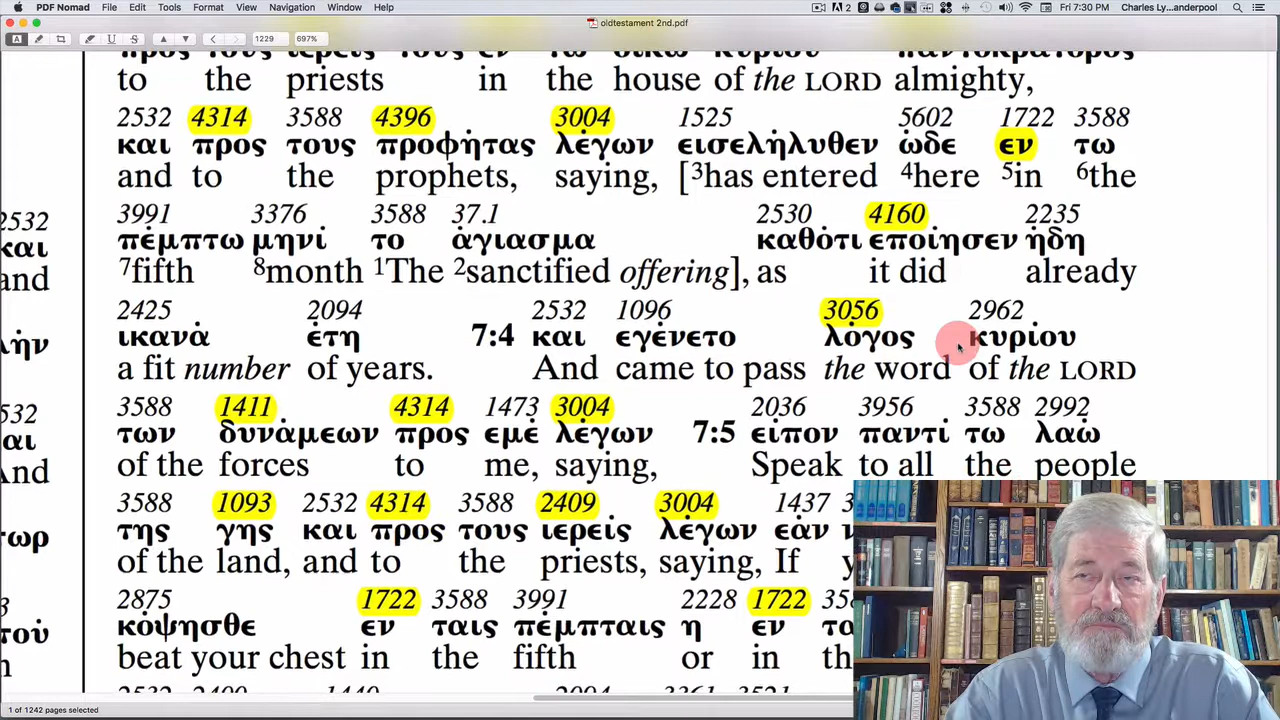 PDF Nomad File Edit Tools Format View Navigation Window Help 2 Fri 7:30 PM Charles Ly...anderpool
oldtestament 2nd.pdf
A U S 1229 697%
to the priests in the house of the LORD almighty,
2532 4314 3588 4396 3004 1525 5602 1722 3588
και προς τους προφήτας λέγων εισελήλυθεν ώδε εν τω
and to the prophets, saying, [³has entered ⁴here ⁵in ⁶the
3991 3376 3588 37.1 2530 4160 2235
πέμπτω μηνί το άγιασμα καθότι εποίησεν ήδη
⁷fifth ⁸month ¹The ²sanctified offering], as it did already
2425 2094 2532 1096 3056 2962
ικανά έτη 7:4 και εγένετο λόγος κυρίου
a fit number of years. And came to pass the word of the LORD
3588 1411 4314 1473 3004 2036 3956 3588 2992
των δυνάμεων προς εμέ λέγων 7:5 είπον παντί τω λαώ
of the forces to me, saying, Speak to all the people
3588 1093 2532 4314 3588 2409 3004 1437
της γης και προς τους ιερείς λέγων εάν
of the land, and to the priests, saying, If
2875 1722 3588 3991 2228 1722
κόψησθε εν ταις πέμπταις η εν
beat your chest in the fifth or in
2532
και
and
1 of 1242 pages selected